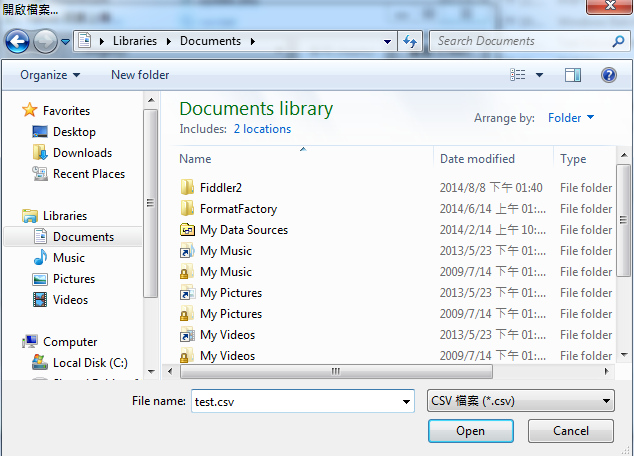 開啟檔案...
Libraries Documents Search Documents
Organize New folder
Favorites
Desktop
Downloads
Recent Places
Libraries
Documents
Music
Pictures
Videos
Computer
Local Disk (C:)
Documents library
Includes: 2 locations
Arrange by: Folder
Name Date modified Type
Fiddler2 2014/8/8 下午 01:40 File folder
FormatFactory 2014/6/14 上午 01:... File folder
My Data Sources 2014/2/14 上午 10:... File folder
My Music 2013/5/23 下午 01:... File folder
My Music 2009/7/14 下午 01:... File folder
My Pictures 2013/5/23 下午 01:... File folder
My Pictures 2009/7/14 下午 01:... File folder
My Videos 2013/5/23 下午 01:... File folder
My Videos 2009/7/14 下午 01:... File folder
File name: test.csv CSV 檔案 (*.csv)
Open Cancel